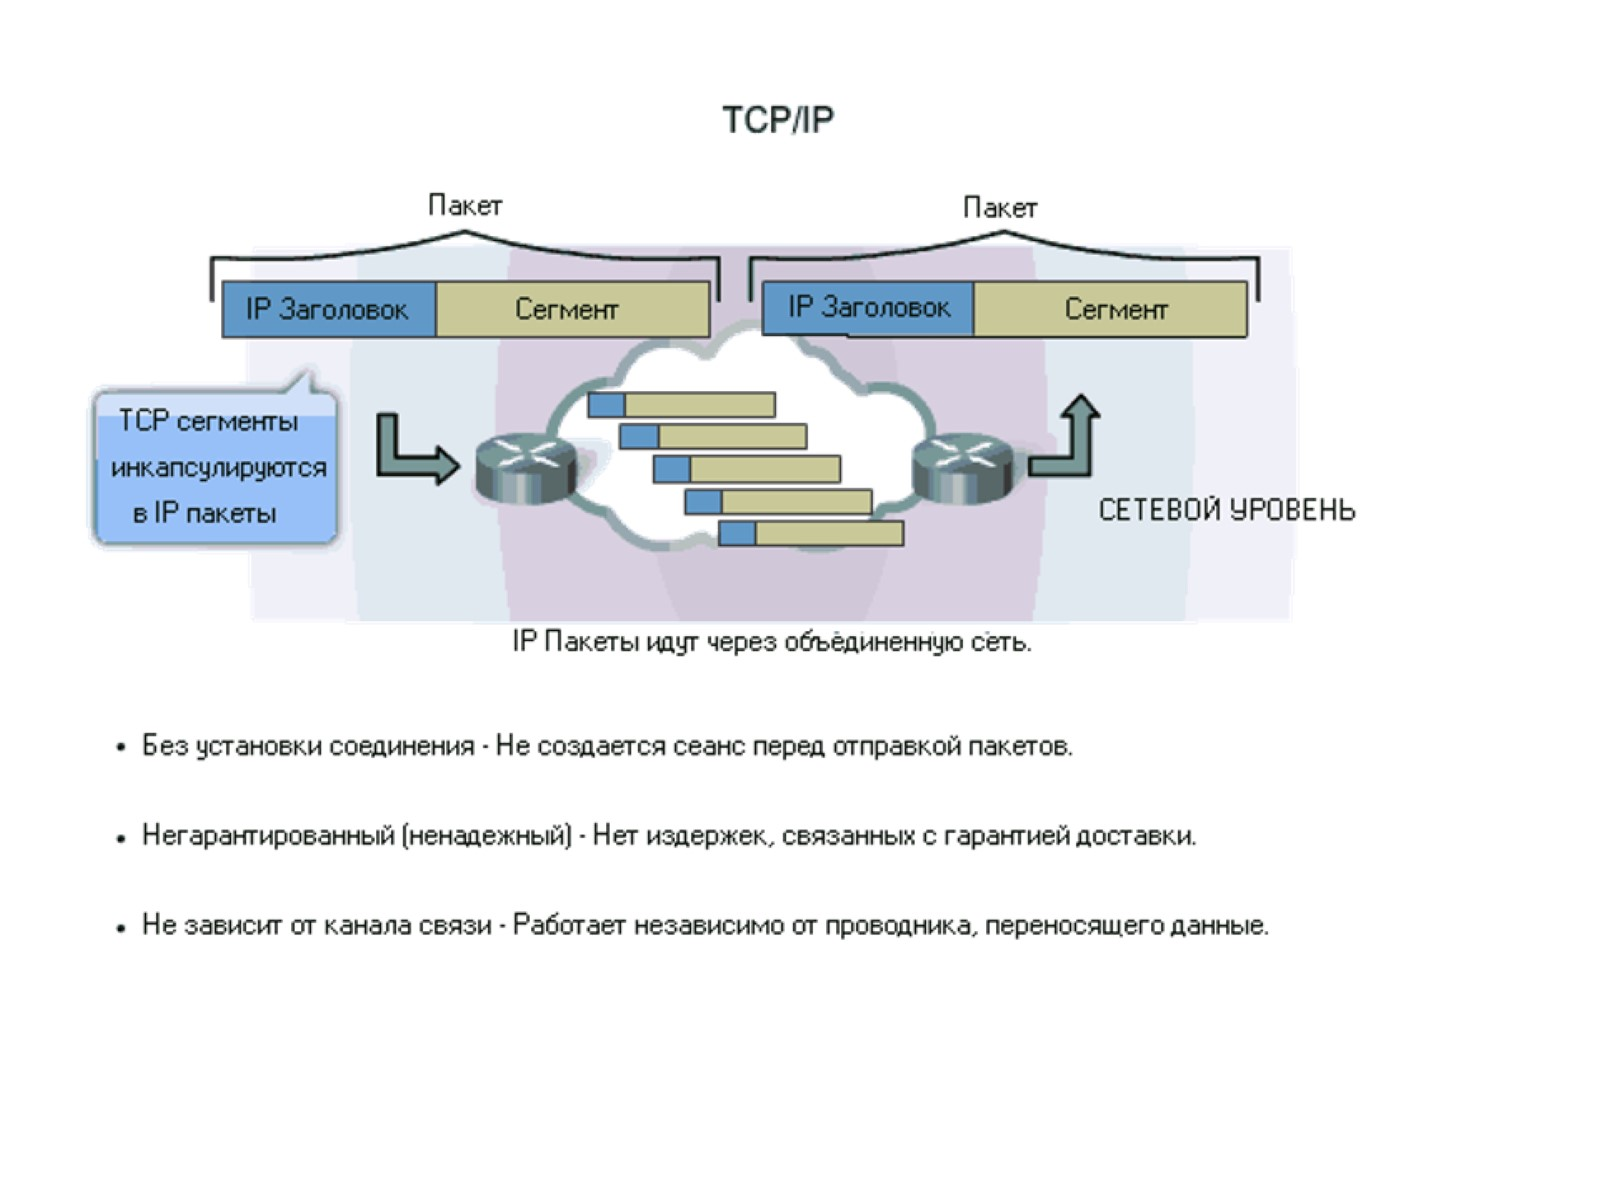 TCP/IP
Пакет
Пакет
IP Заголовок
Сегмент
IP Заголовок
Сегмент
TCP сегменты
инкапсулируются
в IP пакеты
СЕТЕВОЙ УРОВЕНЬ
IP Пакеты идут через объединенную сеть.
• Без установки соединения - Не создается сеанс перед отправкой пакетов.
• Негарантированный (ненадежный) - Нет издержек, связанных с гарантией доставки.
• Не зависит от канала связи - Работает независимо от проводника, переносящего данные.